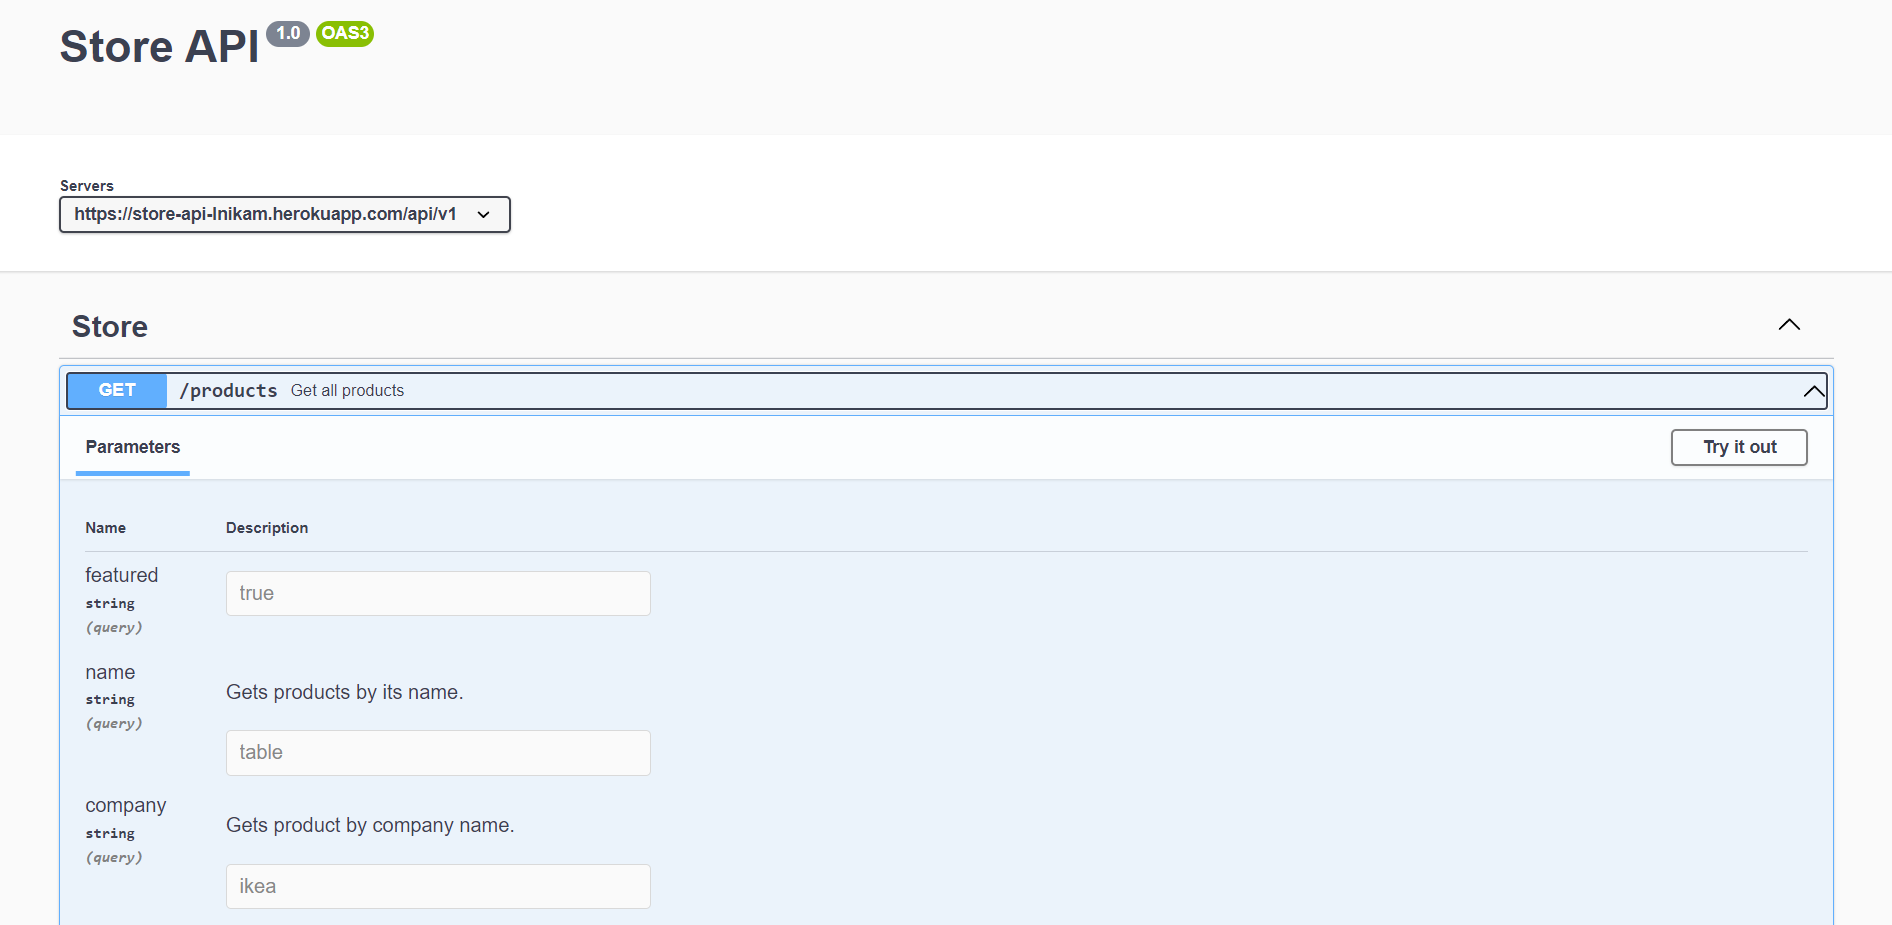 Store API 1.0 OAS3
Servers
https://store-api-lnikam.herokuapp.com/api/v1
Store
GET /products Get all products
Parameters
Try it out
Name Description
featured
string
(query)
true
name
string
(query)
Gets products by its name.
table
company
string
(query)
Gets product by company name.
ikea